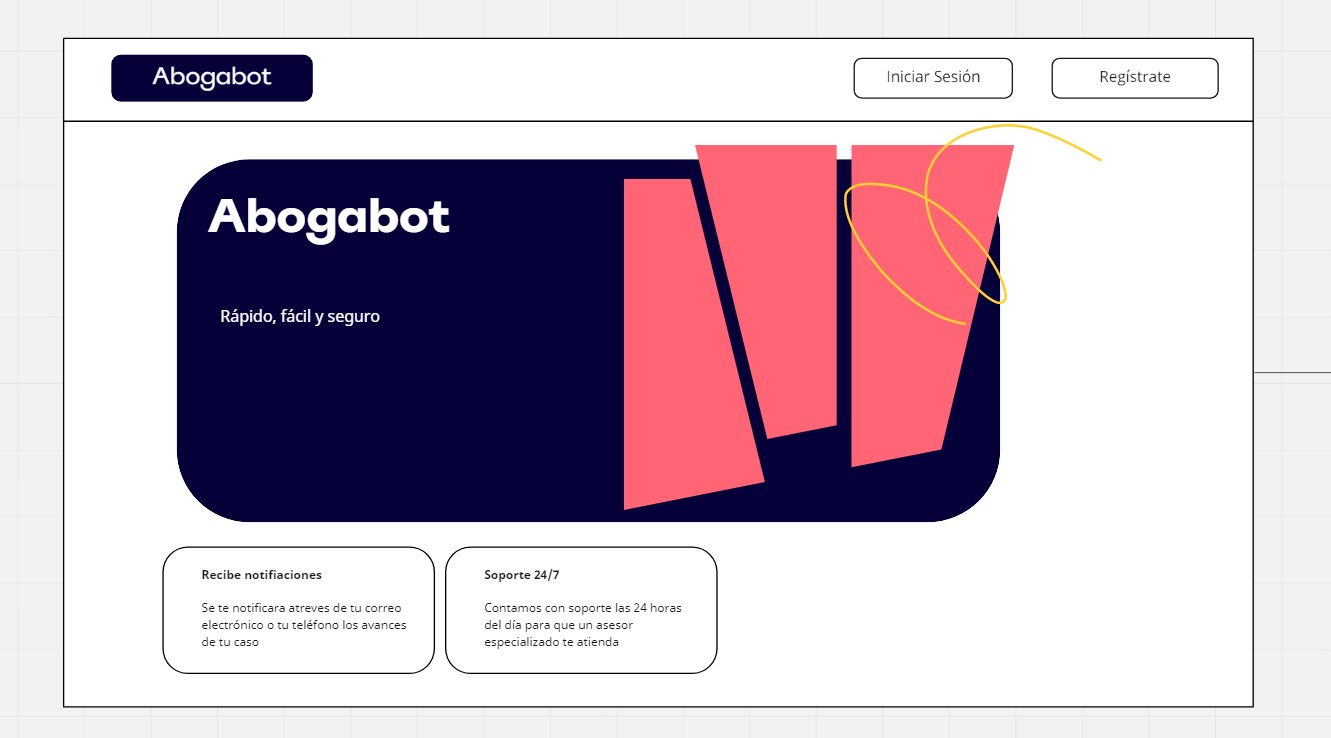 Abogabot
Iniciar Sesión
Regístrate
Abogabot
Rápido, fácil y seguro
Recibe notifiaciones
Se te notificara atreves de tu correo
electrónico o tu teléfono los avances
de tu caso
Soporte 24/7
Contamos con soporte las 24 horas
del día para que un asesor
especializado te atienda